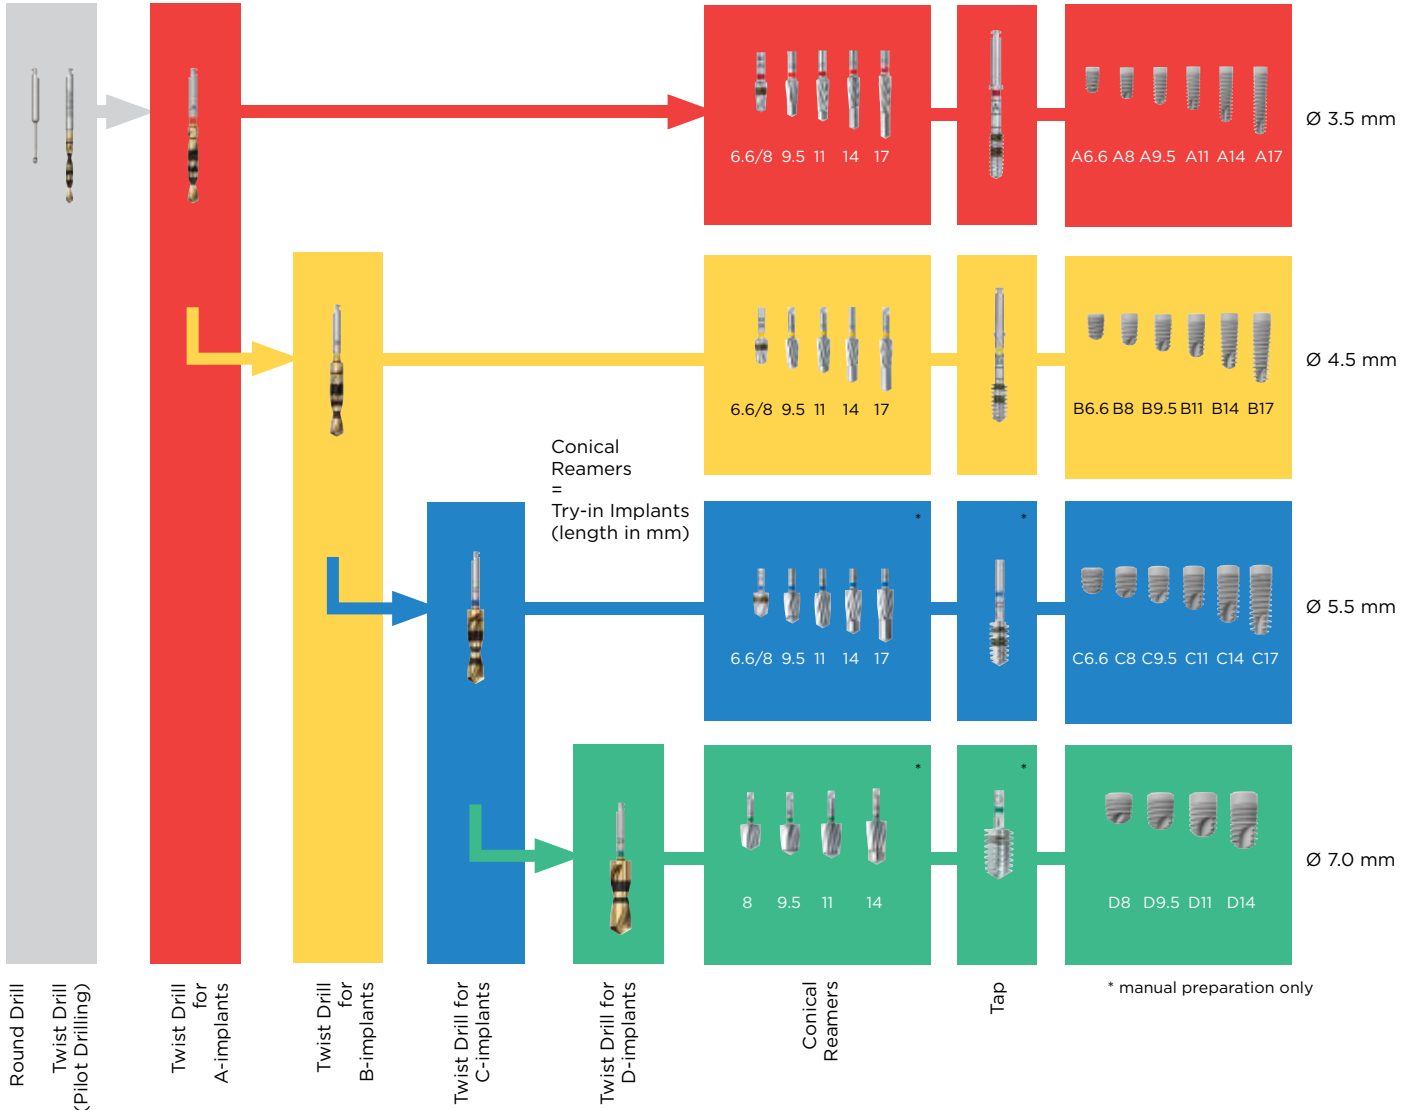 6.6/8 9.5 11 14 17
A6.6 A8 A9.5 A11 A14 A17
Ø 3.5 mm
6.6/8 9.5 11 14 17
B6.6 B8 B9.5 B11 B14 B17
Ø 4.5 mm
Conical
Reamers
=
Try-in Implants
(length in mm)
*
*
6.6/8 9.5 11 14 17
C6.6 C8 C9.5 C11 C14 C17
Ø 5.5 mm
*
*
8 9.5 11 14
D8 D9.5 D11 D14
Ø 7.0 mm
* manual preparation only
Round Drill
Twist Drill
(Pilot Drilling)
Twist Drill
for
A-implants
Twist Drill
for
B-implants
Twist Drill for
C-implants
Twist Drill for
D-implants
Conical
Reamers
Tap